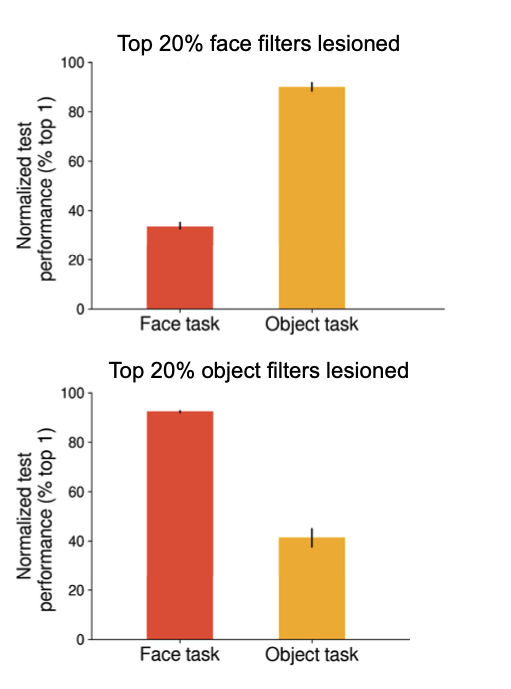 Top 20% face filters lesioned
Normalized test
performance (% top 1)
100
80
60
40
20
0
Face task
Object task
Top 20% object filters lesioned
Normalized test
performance (% top 1)
100
80
60
40
20
0
Face task
Object task